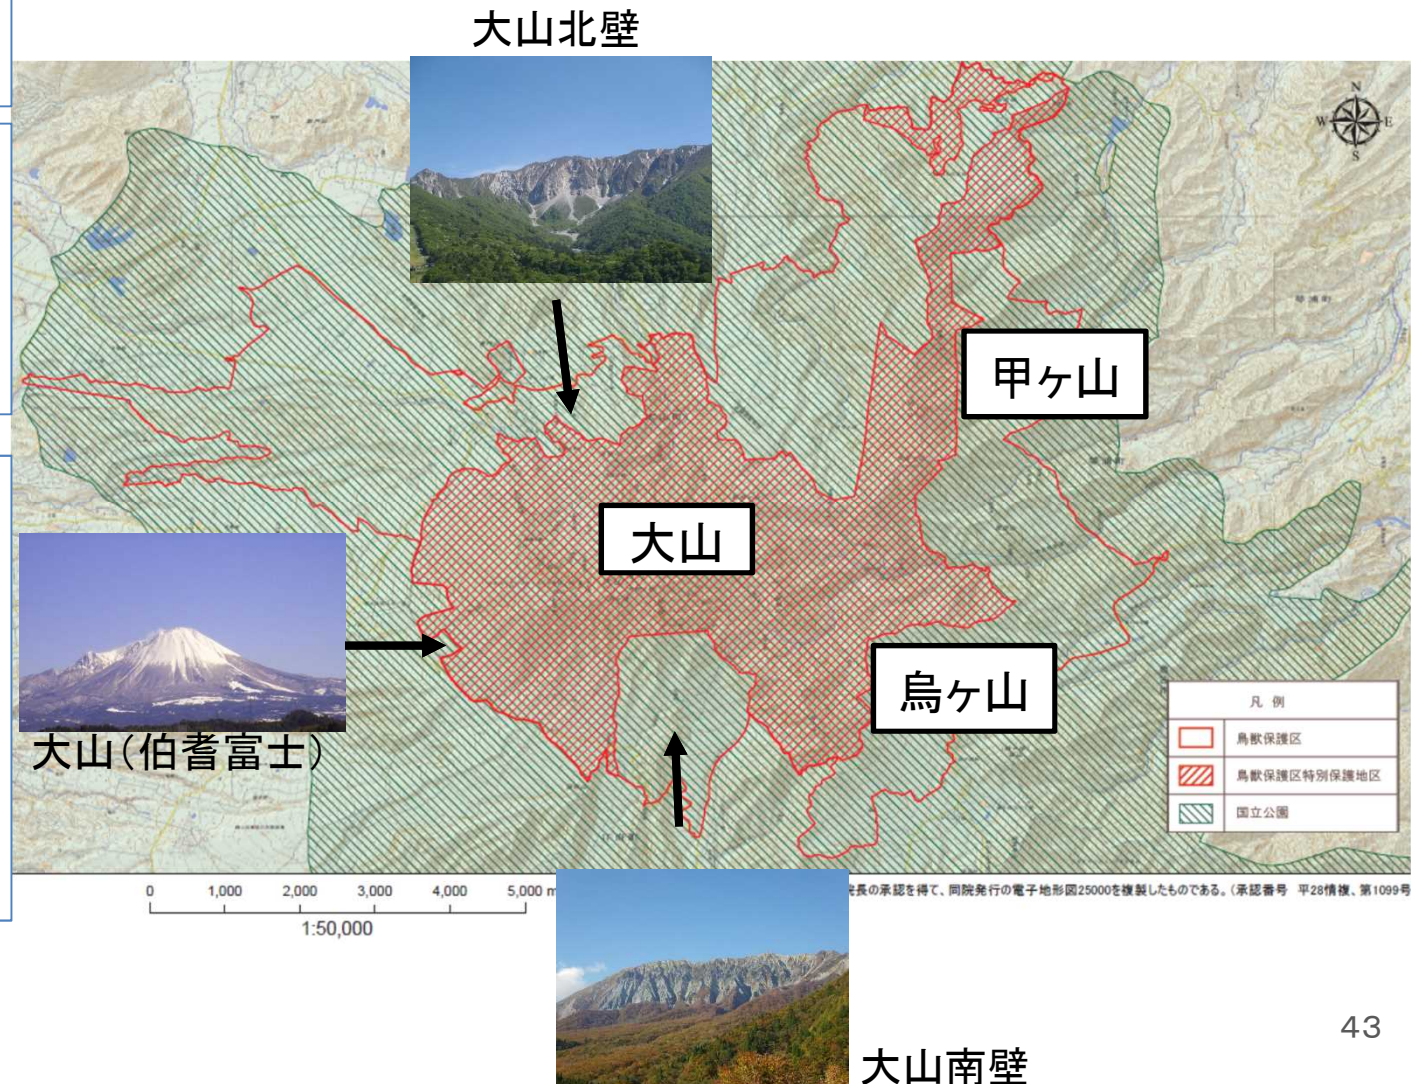 大山北壁
N
W
E
S
甲ヶ山
大山
烏ヶ山
大山（伯耆富士）
凡 例
鳥獣保護区
鳥獣保護区特別保護地区
国立公園
0 1,000 2,000 3,000 4,000 5,000 m
1:50,000
長の承認を得て、同院発行の電子地形図25000を複製したものである。（承認番号 平28情複、第1099号
大山南壁
43